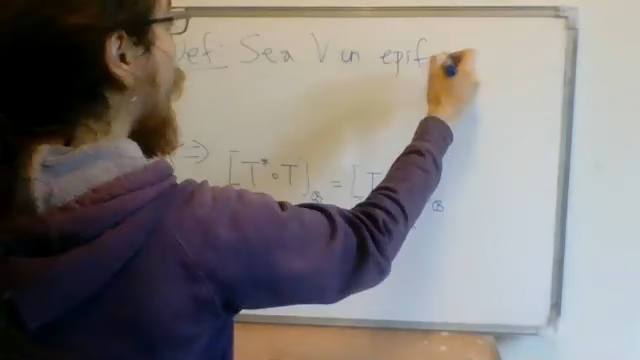 Def: Sea V un epif
⇒ [T* ∘ T]_B = [T
B